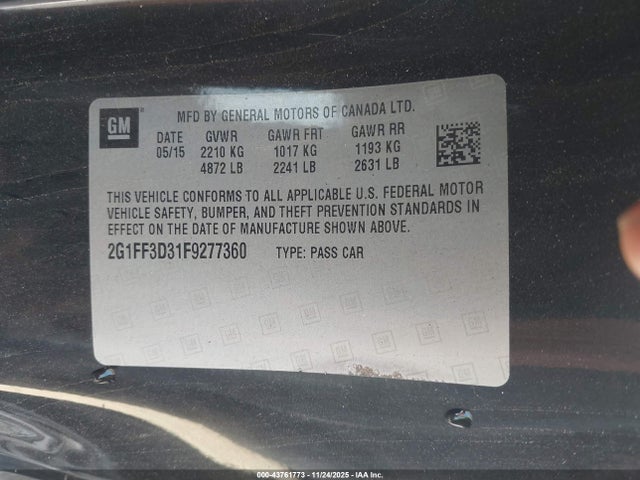 GM
MFD BY GENERAL MOTORS OF CANADA LTD.
DATE GVWR GAWR FRT GAWR RR
05/15 2210 KG 1017 KG 1193 KG
4872 LB 2241 LB 2631 LB
THIS VEHICLE CONFORMS TO ALL APPLICABLE U.S. FEDERAL MOTOR
VEHICLE SAFETY, BUMPER, AND THEFT PREVENTION STANDARDS IN
EFFECT ON THE DATE OF MANUFACTURE SHOWN ABOVE.
2G1FF3D31F9277360 TYPE: PASS CAR
000-43761773 - 11/24/2025 - IAA Inc.